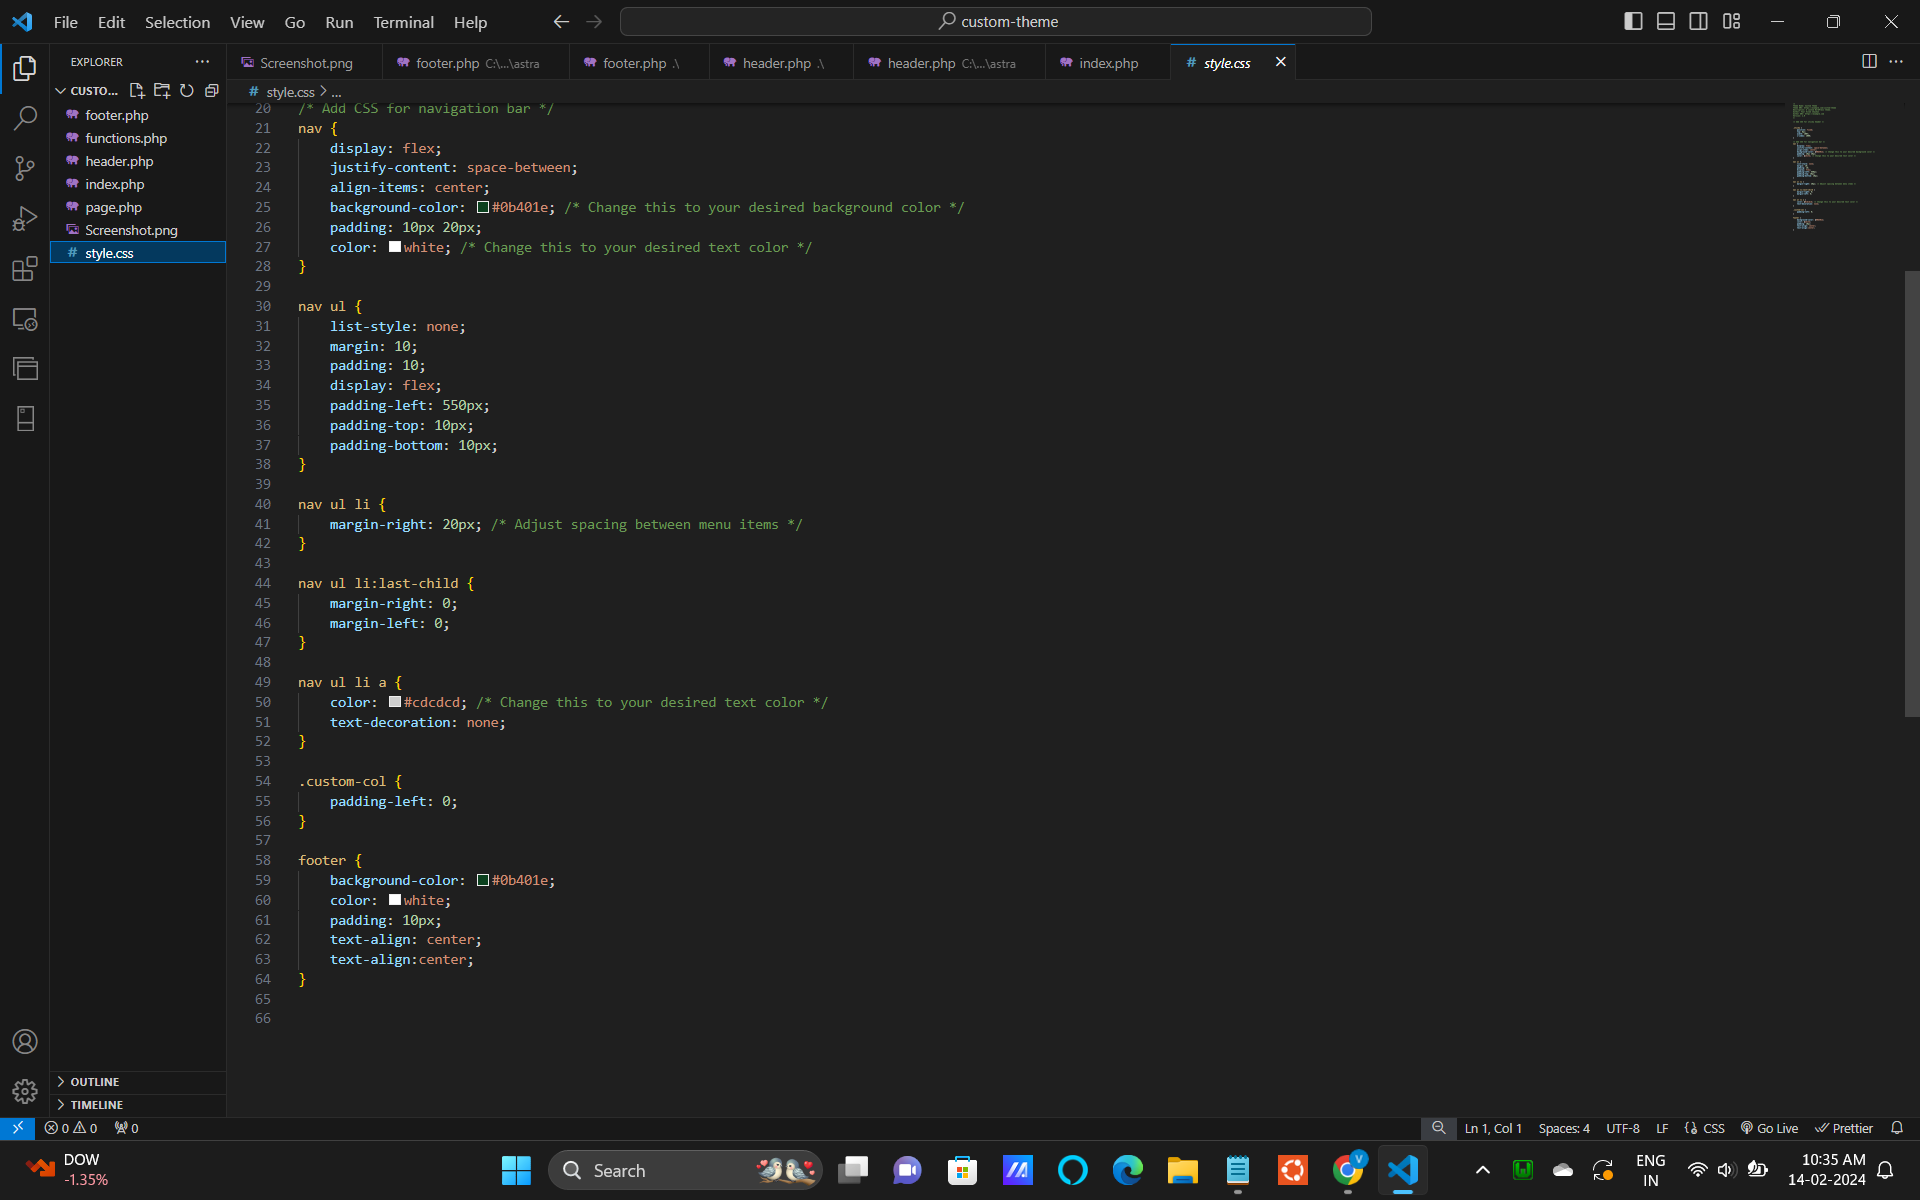 File Edit Selection View Go Run Terminal Help
custom-theme
EXPLORER
CUSTO...
footer.php
functions.php
header.php
index.php
page.php
Screenshot.png
style.css
OUTLINE
TIMELINE
Screenshot.png
footer.php C:\...\astra
footer.php .\
header.php .\
header.php C:\...\astra
index.php
# style.css
# style.css > ...
20 /* Add CSS for navigation bar */
21 nav {
22 display: flex;
23 justify-content: space-between;
24 align-items: center;
25 background-color: #0b401e; /* Change this to your desired background color */
26 padding: 10px 20px;
27 color: white; /* Change this to your desired text color */
28 }
29
30 nav ul {
31 list-style: none;
32 margin: 10;
33 padding: 10;
34 display: flex;
35 padding-left: 550px;
36 padding-top: 10px;
37 padding-bottom: 10px;
38 }
39
40 nav ul li {
41 margin-right: 20px; /* Adjust spacing between menu items */
42 }
43
44 nav ul li:last-child {
45 margin-right: 0;
46 margin-left: 0;
47 }
48
49 nav ul li a {
50 color: #cdcdcd; /* Change this to your desired text color */
51 text-decoration: none;
52 }
53
54 .custom-col {
55 padding-left: 0;
56 }
57
58 footer {
59 background-color: #0b401e;
60 color: white;
61 padding: 10px;
62 text-align: center;
63 text-align:center;
64 }
65
66
0 0 0
Ln 1, Col 1 Spaces: 4 UTF-8 LF {} CSS Go Live Prettier
DOW
-1.35%
Search
ENG
IN
10:35 AM
14-02-2024